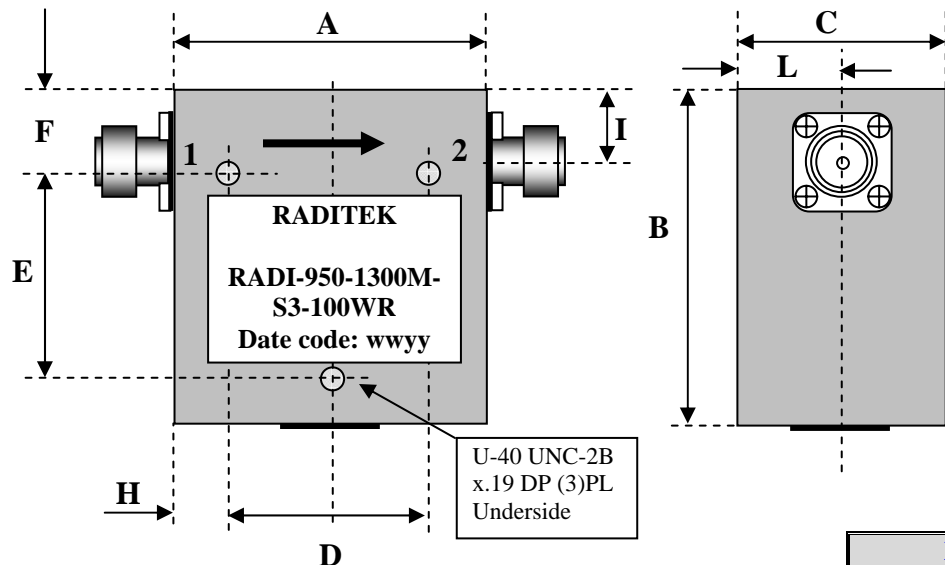 A
C
L
F
I
1
2
B
E
RADITEK
RADI-950-1300M-
S3-100WR
Date code: wwyy
U-40 UNC-2B
x.19 DP (3)PL
Underside
H
D